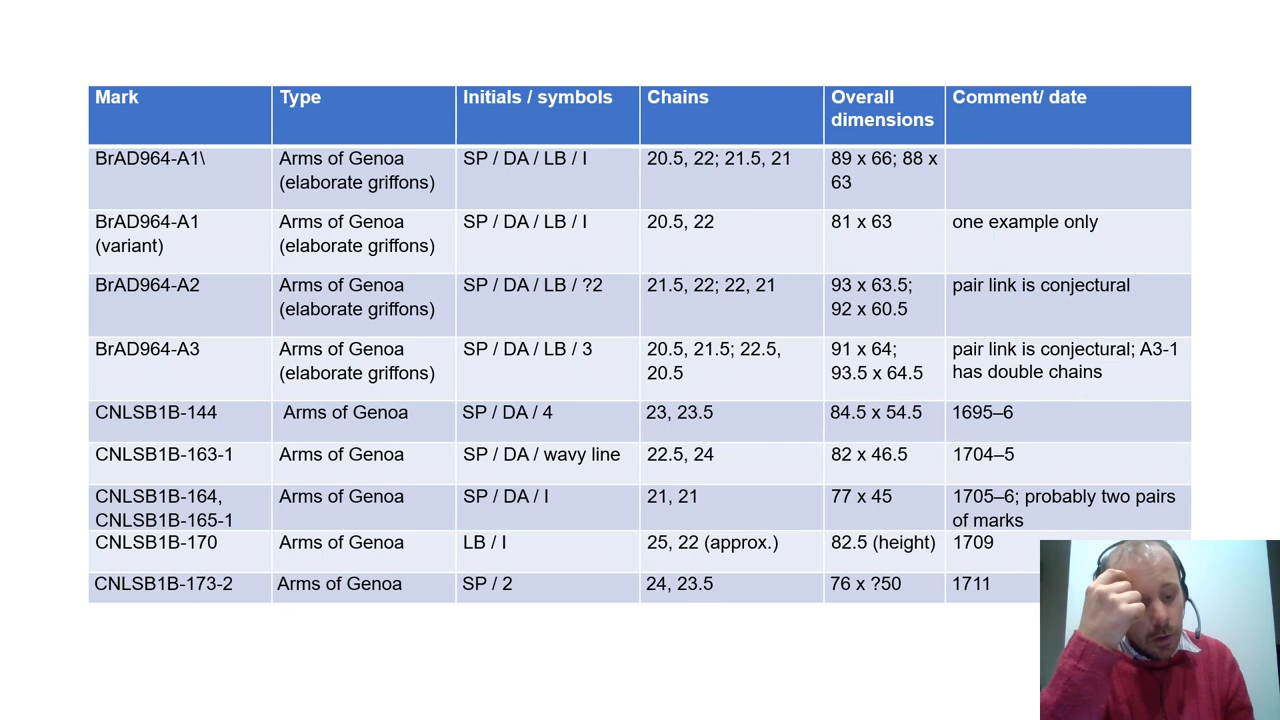 Mark Type Initials / symbols Chains Overall dimensions Comment/ date
BrAD964-A1\ Arms of Genoa (elaborate griffons) SP / DA / LB / I 20.5, 22; 21.5, 21 89 x 66; 88 x 63
BrAD964-A1 (variant) Arms of Genoa (elaborate griffons) SP / DA / LB / I 20.5, 22 81 x 63 one example only
BrAD964-A2 Arms of Genoa (elaborate griffons) SP / DA / LB / ?2 21.5, 22; 22, 21 93 x 63.5; 92 x 60.5 pair link is conjectural
BrAD964-A3 Arms of Genoa (elaborate griffons) SP / DA / LB / 3 20.5, 21.5; 22.5, 20.5 91 x 64; 93.5 x 64.5 pair link is conjectural; A3-1 has double chains
CNLSB1B-144 Arms of Genoa SP / DA / 4 23, 23.5 84.5 x 54.5 1695–6
CNLSB1B-163-1 Arms of Genoa SP / DA / wavy line 22.5, 24 82 x 46.5 1704–5
CNLSB1B-164, CNLSB1B-165-1 Arms of Genoa SP / DA / I 21, 21 77 x 45 1705–6; probably two pairs of marks
CNLSB1B-170 Arms of Genoa LB / I 25, 22 (approx.) 82.5 (height) 1709
CNLSB1B-173-2 Arms of Genoa SP / 2 24, 23.5 76 x ?50 1711